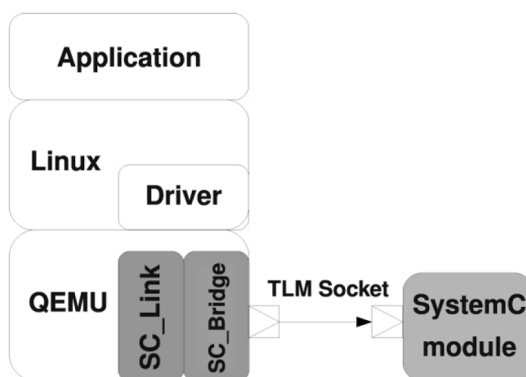 Application
Linux
Driver
QEMU
SC_Link
SC_Bridge
TLM Socket
SystemC
module